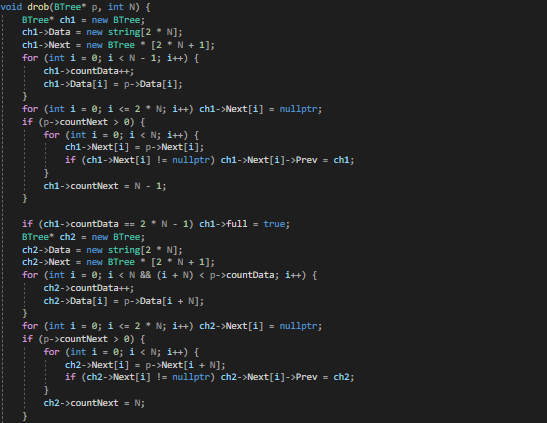 void drob(BTree* p, int N) {
BTree* ch1 = new BTree;
ch1->Data = new string[2 * N];
ch1->Next = new BTree * [2 * N + 1];
for (int i = 0; i < N - 1; i++) {
ch1->countData++;
ch1->Data[i] = p->Data[i];
}
for (int i = 0; i <= 2 * N; i++) ch1->Next[i] = nullptr;
if (p->countNext > 0) {
for (int i = 0; i < N; i++) {
ch1->Next[i] = p->Next[i];
if (ch1->Next[i] != nullptr) ch1->Next[i]->Prev = ch1;
}
ch1->countNext = N - 1;
}
if (ch1->countData == 2 * N - 1) ch1->full = true;
BTree* ch2 = new BTree;
ch2->Data = new string[2 * N];
ch2->Next = new BTree * [2 * N + 1];
for (int i = 0; i < N && (i + N) < p->countData; i++) {
ch2->countData++;
ch2->Data[i] = p->Data[i + N];
}
for (int i = 0; i <= 2 * N; i++) ch2->Next[i] = nullptr;
if (p->countNext > 0) {
for (int i = 0; i < N; i++) {
ch2->Next[i] = p->Next[i + N];
if (ch2->Next[i] != nullptr) ch2->Next[i]->Prev = ch2;
}
ch2->countNext = N;
}